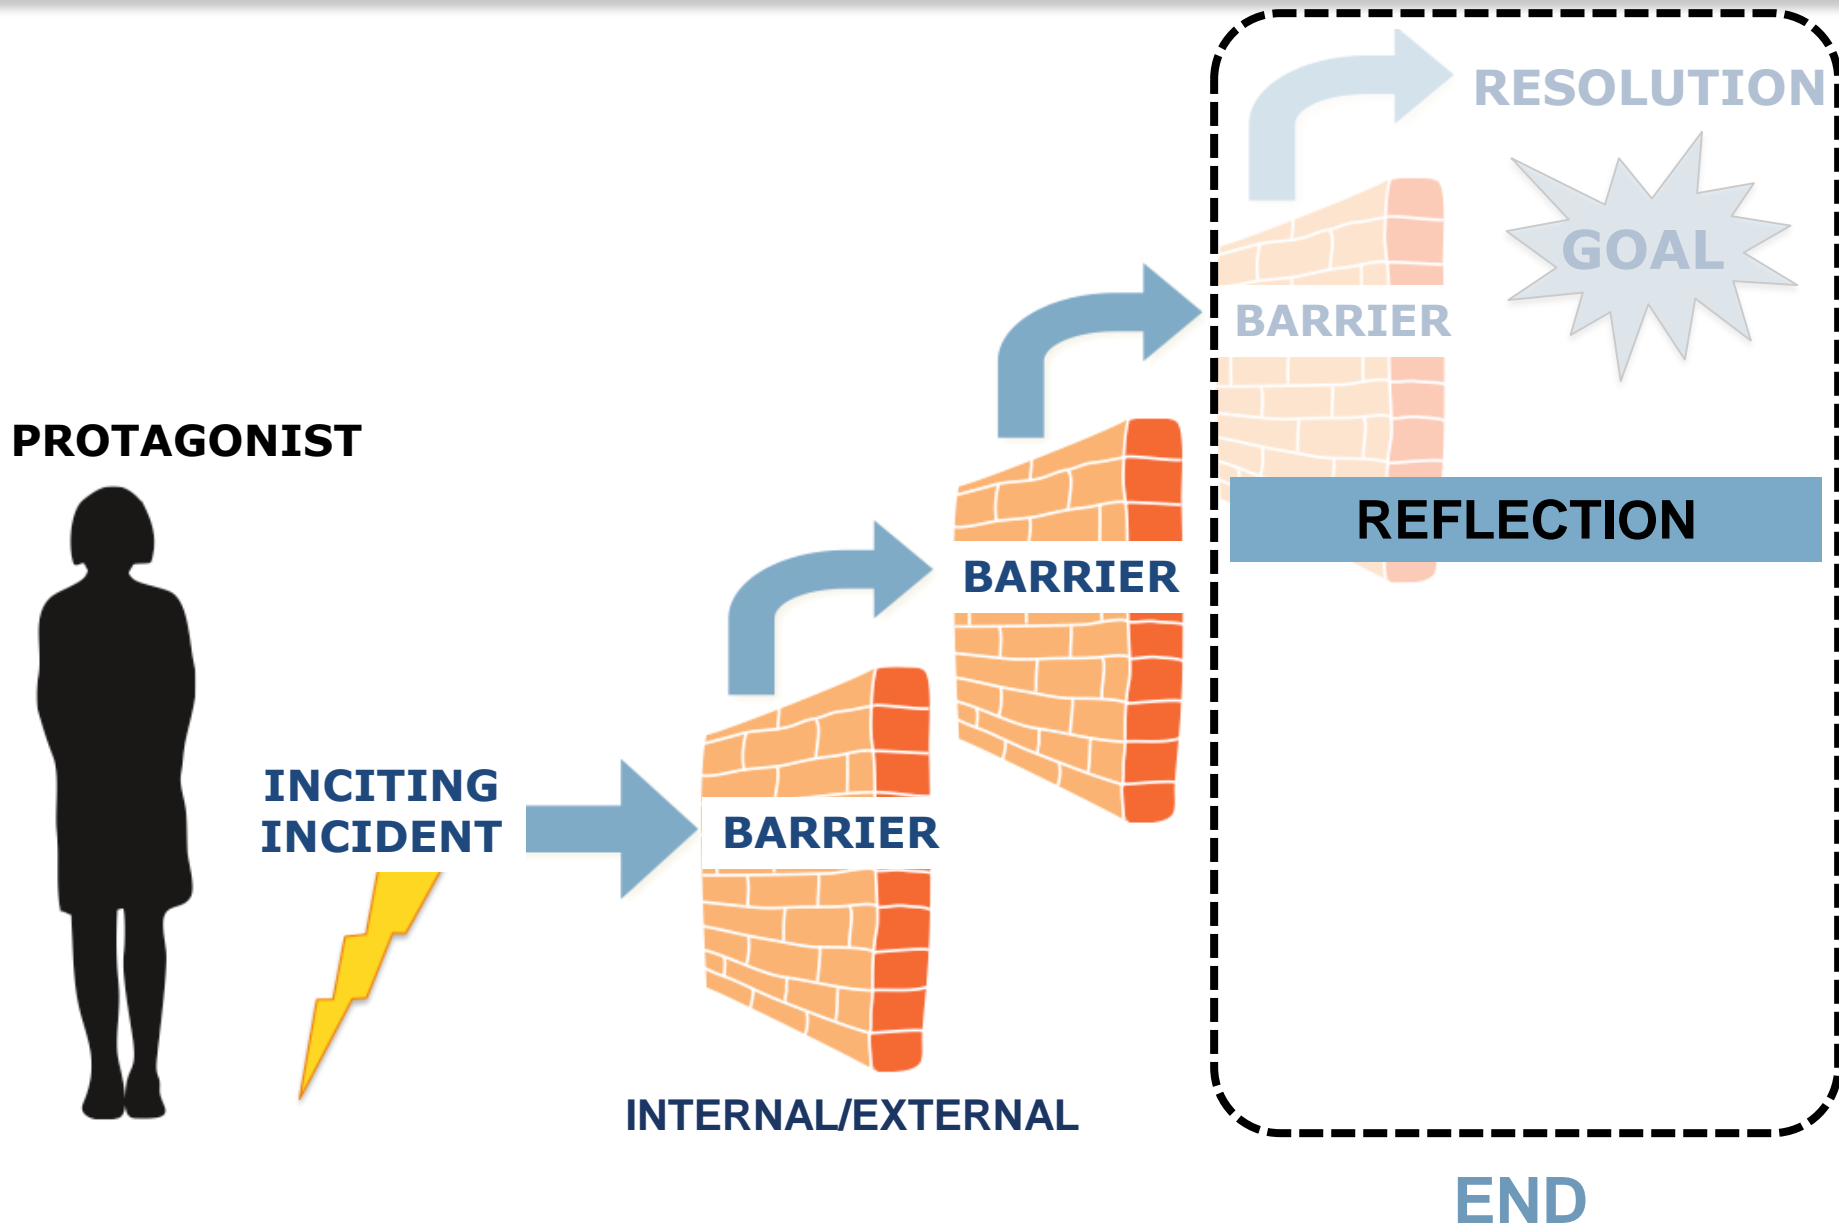 PROTAGONIST
INCITING
INCIDENT
BARRIER
INTERNAL/EXTERNAL
BARRIER
BARRIER
RESOLUTION
GOAL
REFLECTION
END